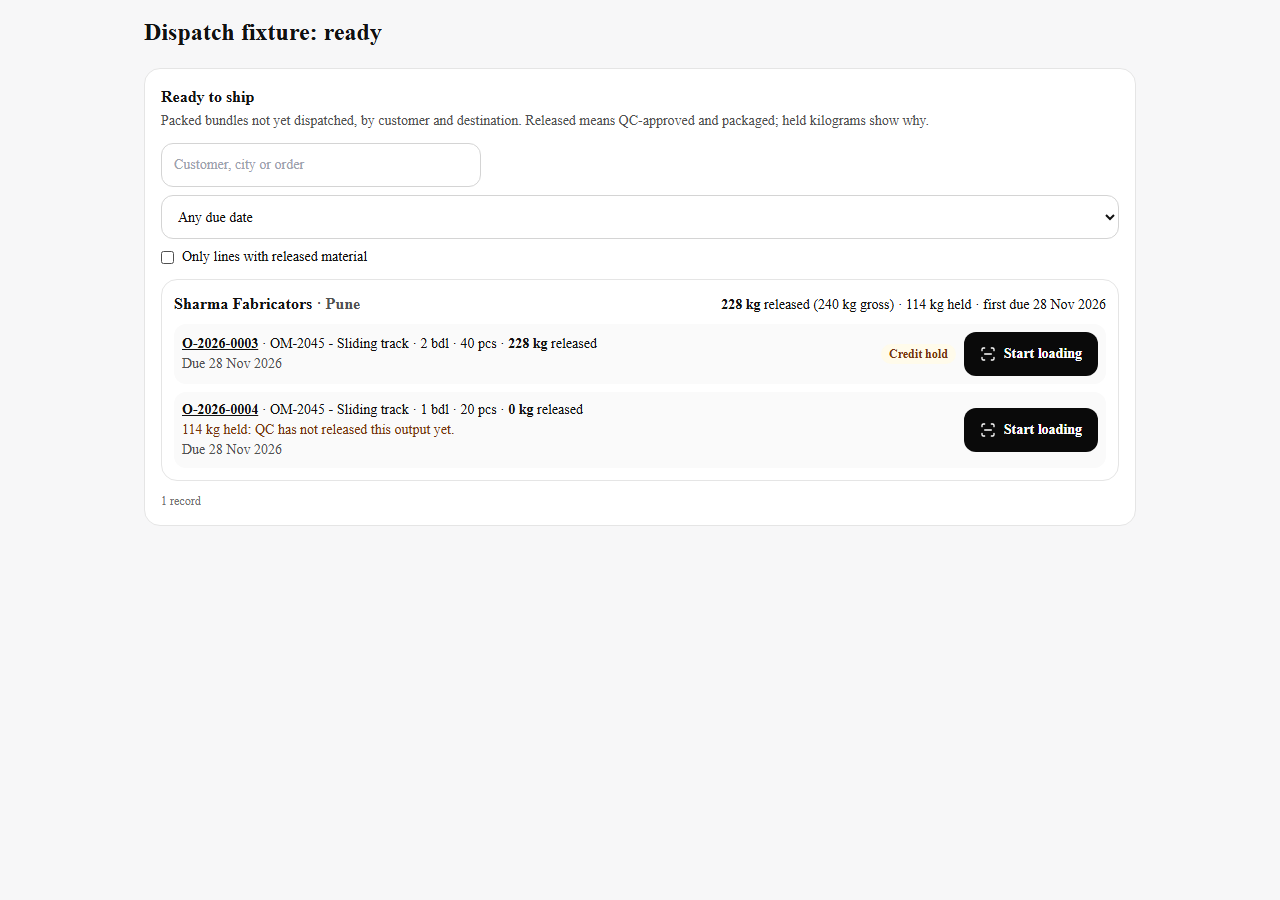 Dispatch fixture: ready
Ready to ship
Packed bundles not yet dispatched, by customer and destination. Released means QC-approved and packaged; held kilograms show why.
Customer, city or order
Any due date
Only lines with released material
Sharma Fabricators · Pune
228 kg released (240 kg gross) · 114 kg held · first due 28 Nov 2026
O-2026-0003 · OM-2045 - Sliding track · 2 bdl · 40 pcs · 228 kg released
Due 28 Nov 2026
Credit hold
Start loading
O-2026-0004 · OM-2045 - Sliding track · 1 bdl · 20 pcs · 0 kg released
114 kg held: QC has not released this output yet.
Due 28 Nov 2026
Start loading
1 record